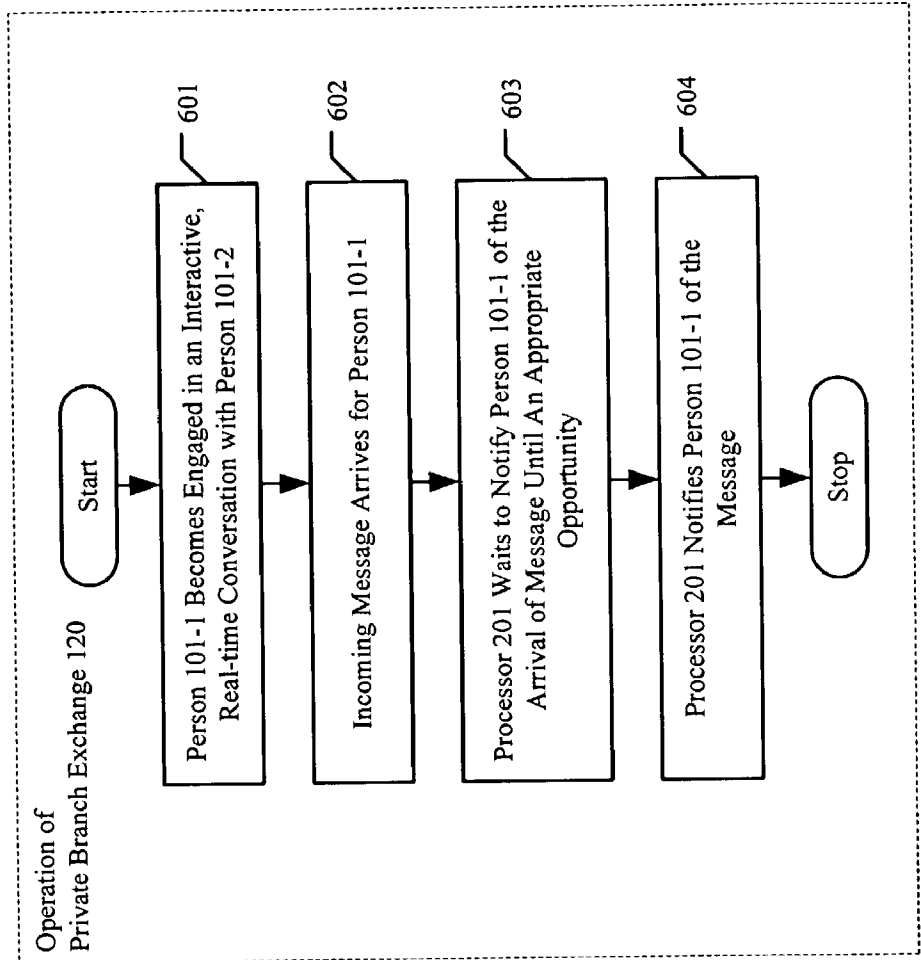 Operation of
Private Branch Exchange 120
Start
Person 101-1 Becomes Engaged in an Interactive,
Real-time Conversation with Person 101-2
601
Incoming Message Arrives for Person 101-1
602
Processor 201 Waits to Notify Person 101-1 of the
Arrival of Message Until An Appropriate
Opportunity
603
Processor 201 Notifies Person 101-1 of the
Message
604
Stop